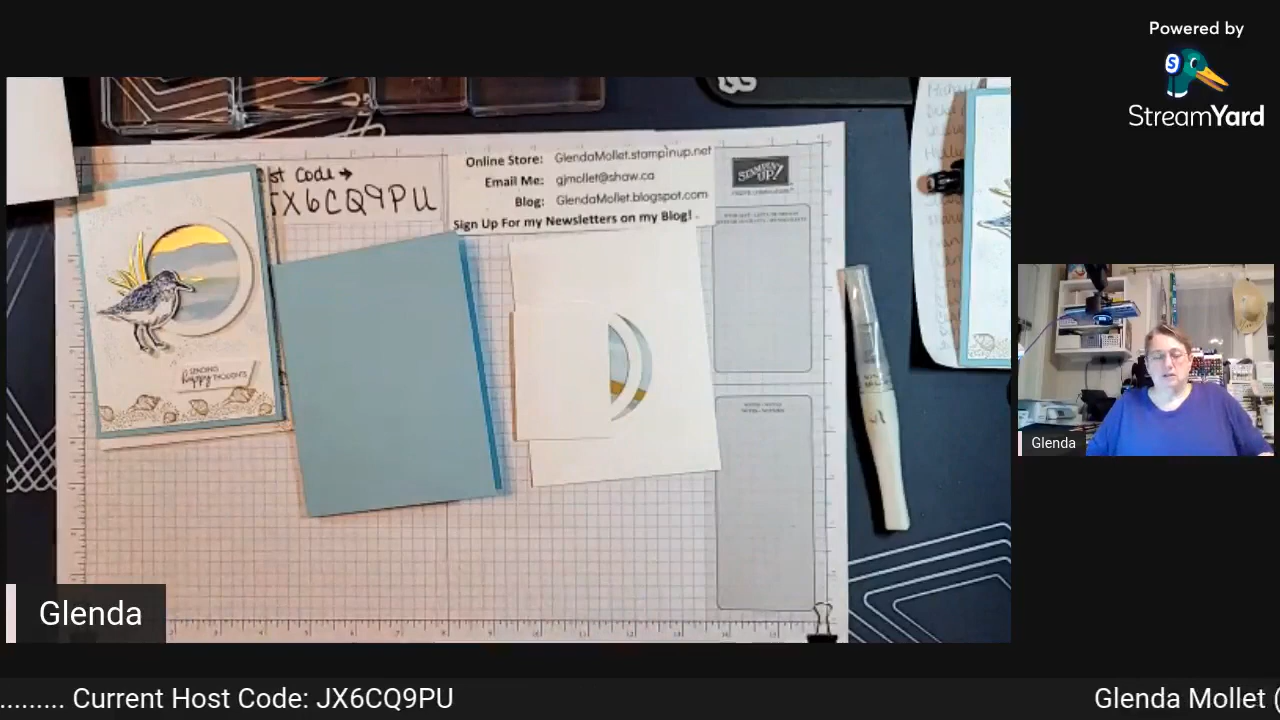 Powered by
StreamYard
st Code →
JX6CQ9PU
Online Store: GlendaMollet.stampinup.net
Email Me: gjmollet@shaw.ca
Blog: GlendaMollet.blogspot.com
Sign Up For my Newsletters on my Blog!
STAMPIN' UP!
SENDING
happy THOUGHTS
Glenda
Glenda
......... Current Host Code: JX6CQ9PU
Glenda Mollet (